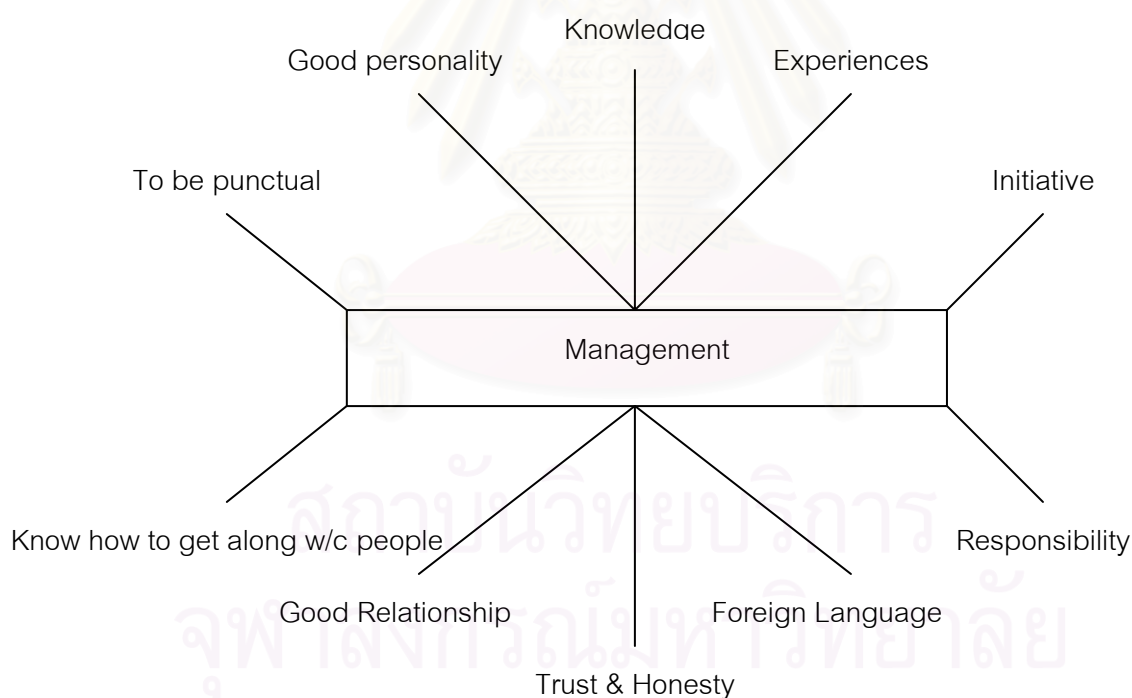 Knowledge
Good personality
Experiences
To be punctual
Initiative
Management
สถาบันวิทยบริการ
Know how to get along w/c people
Responsibility
Good Relationship
Foreign Language
จุฬาลงกรณ์มหาวิทยาลัย
Trust & Honesty